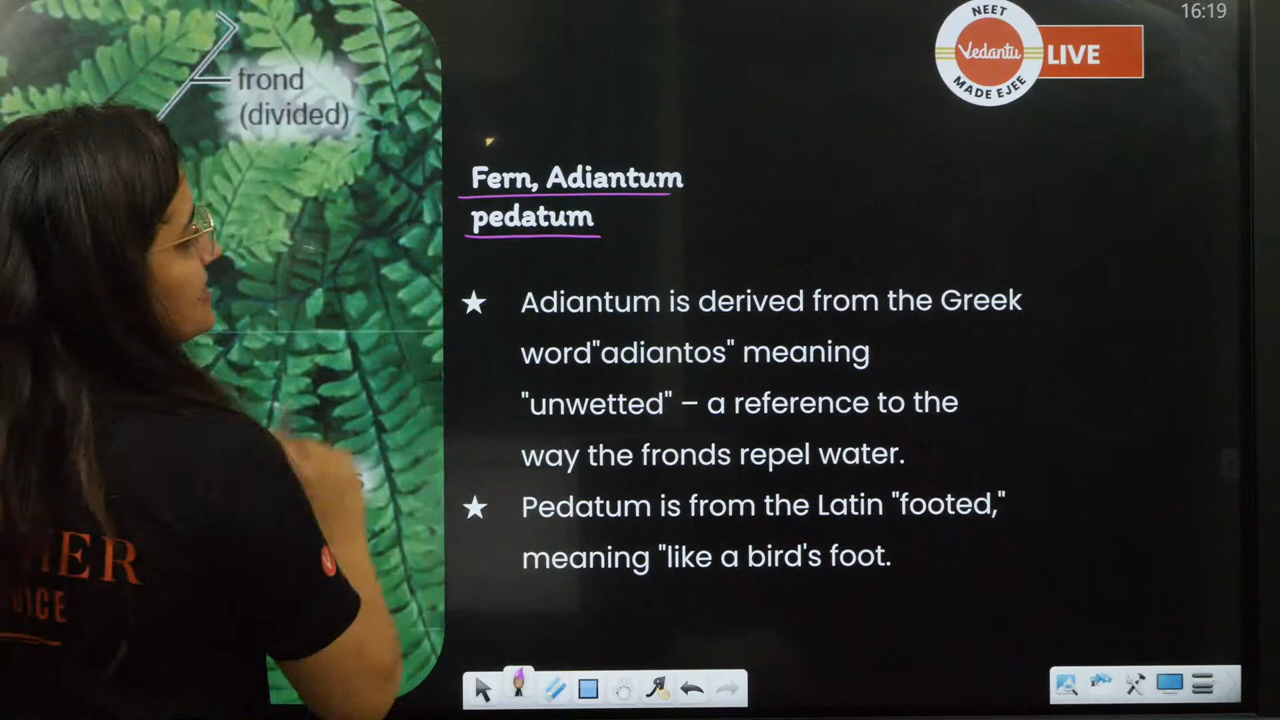 16:19
NEET
Vedantu
MADE EJEE
LIVE
frond
(divided)
Fern, Adiantum
pedatum
★ Adiantum is derived from the Greek
word"adiantos" meaning
"unwetted" – a reference to the
way the fronds repel water.
★ Pedatum is from the Latin "footed,"
meaning "like a bird's foot.